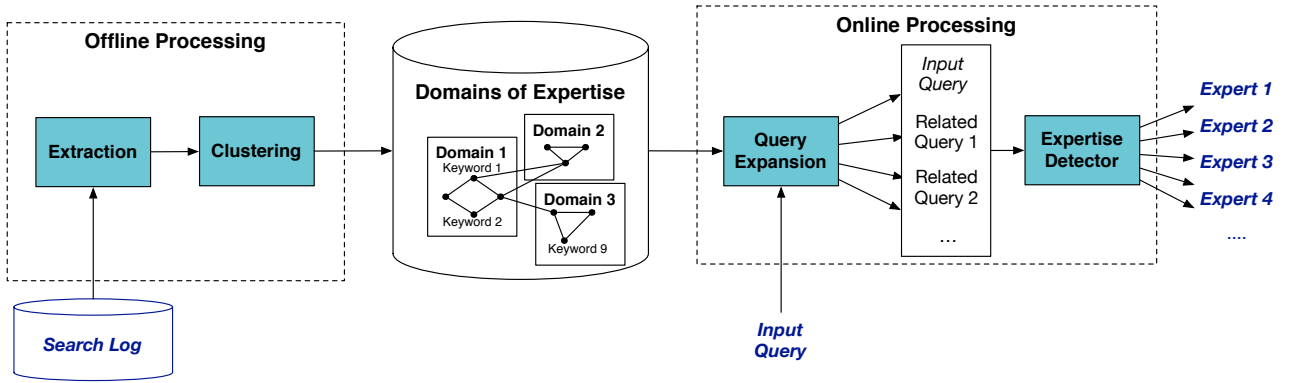 Offline Processing
Extraction
Clustering
Search Log
Domains of Expertise
Domain 1
Keyword 1
Keyword 2
Domain 2
Domain 3
Keyword 9
Online Processing
Query
Expansion
Input
Query
Input
Query
Related
Query 1
Related
Query 2
...
Expertise
Detector
Expert 1
Expert 2
Expert 3
Expert 4
....